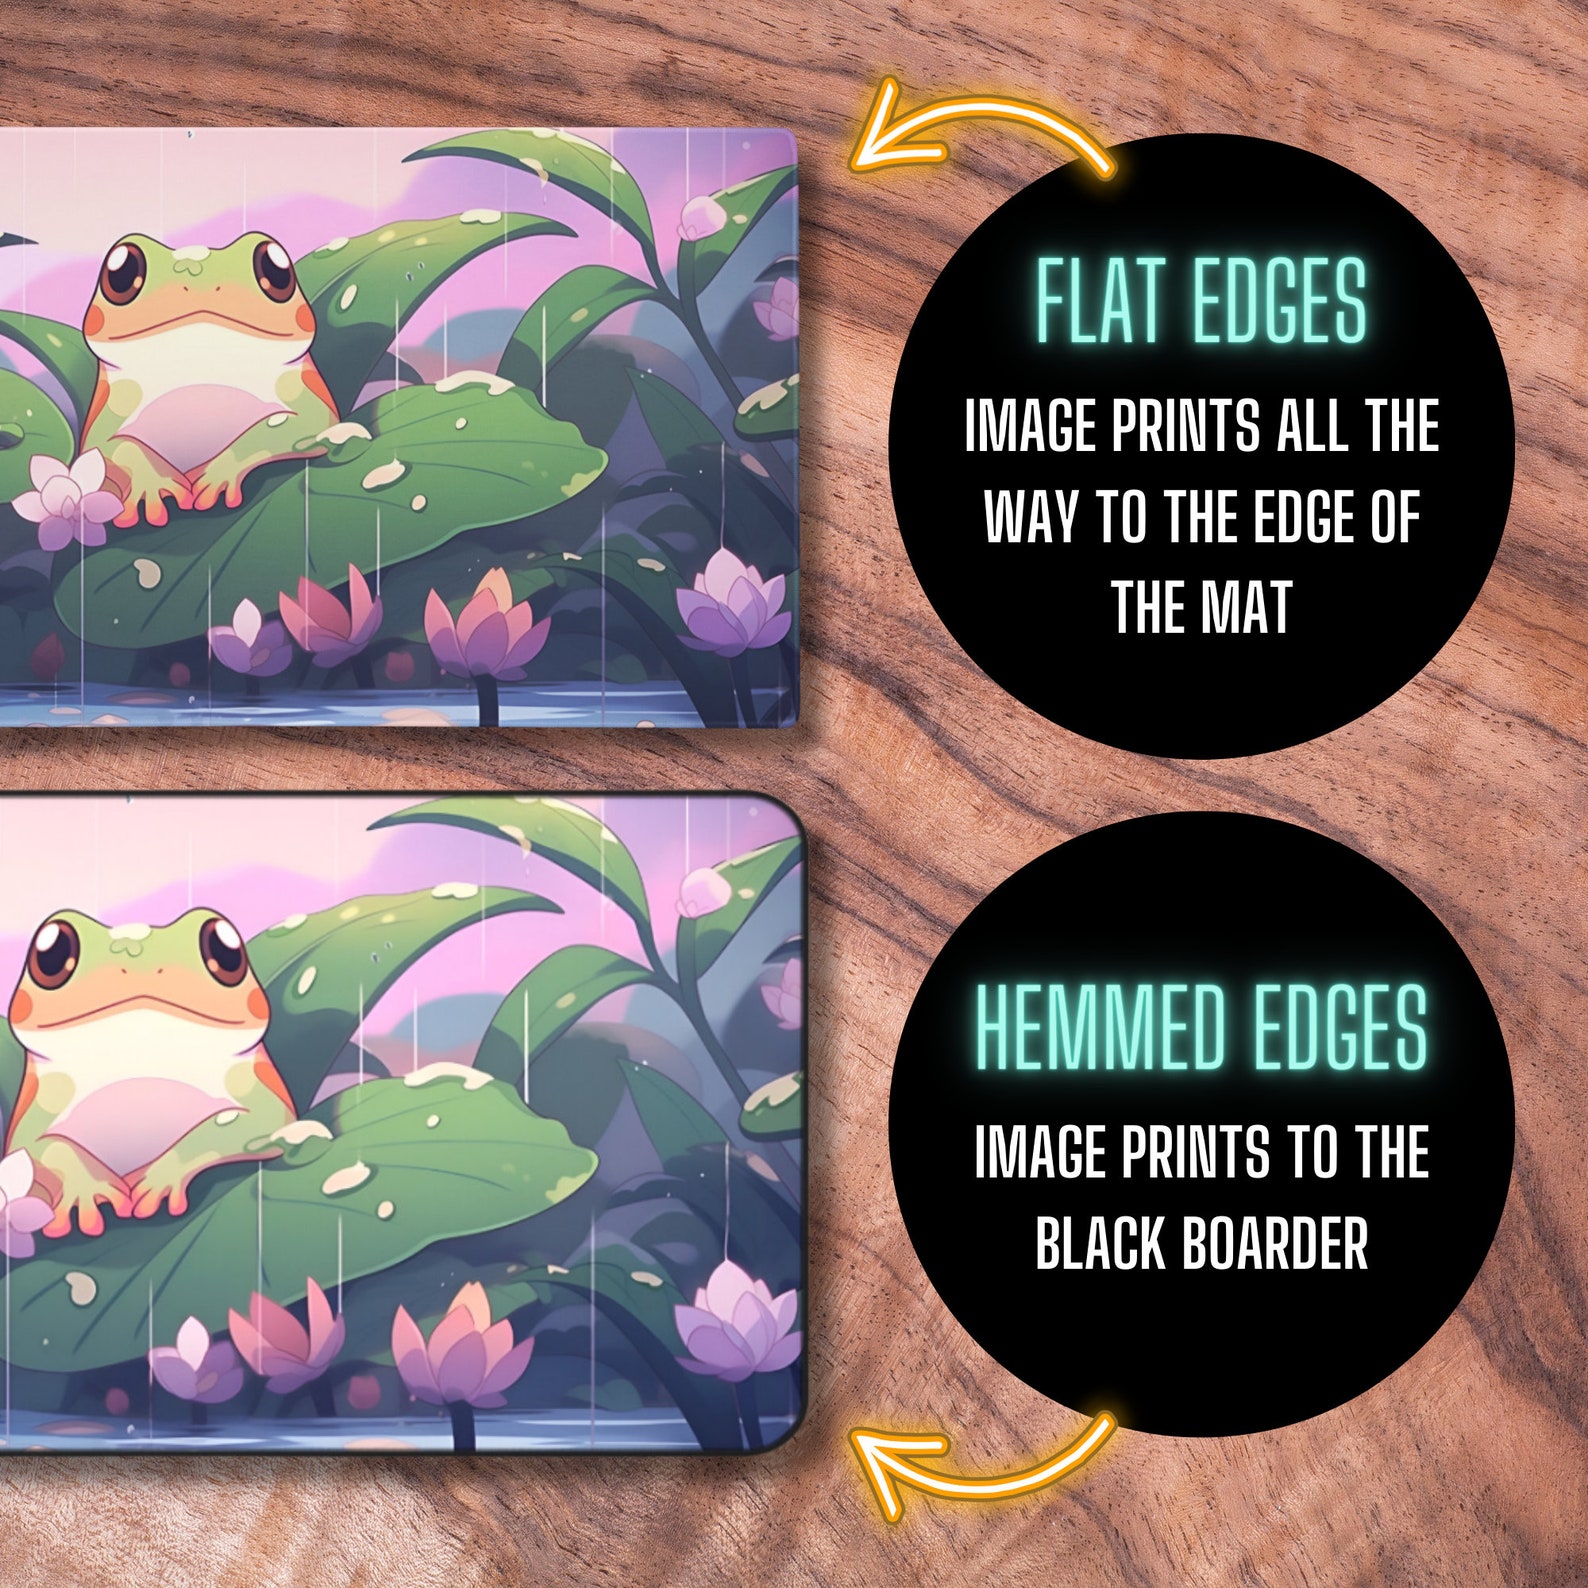 FLAT EDGES
IMAGE PRINTS ALL THE
WAY TO THE EDGE OF
THE MAT
HEMMED EDGES
IMAGE PRINTS TO THE
BLACK BOARDER